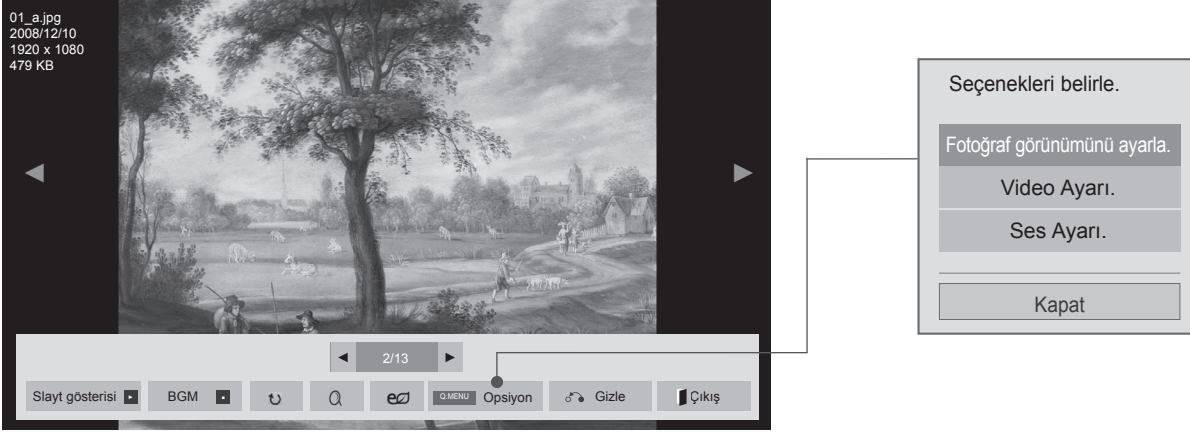 01_a.jpg
2008/12/10
1920 x 1080
479 KB
2/13
Slayt gösterisi
BGM
Q.MENU Opsiyon
Gizle
Çıkış
Seçenekleri belirle.
Fotoğraf görünümünü ayarla.
Video Ayarı.
Ses Ayarı.
Kapat